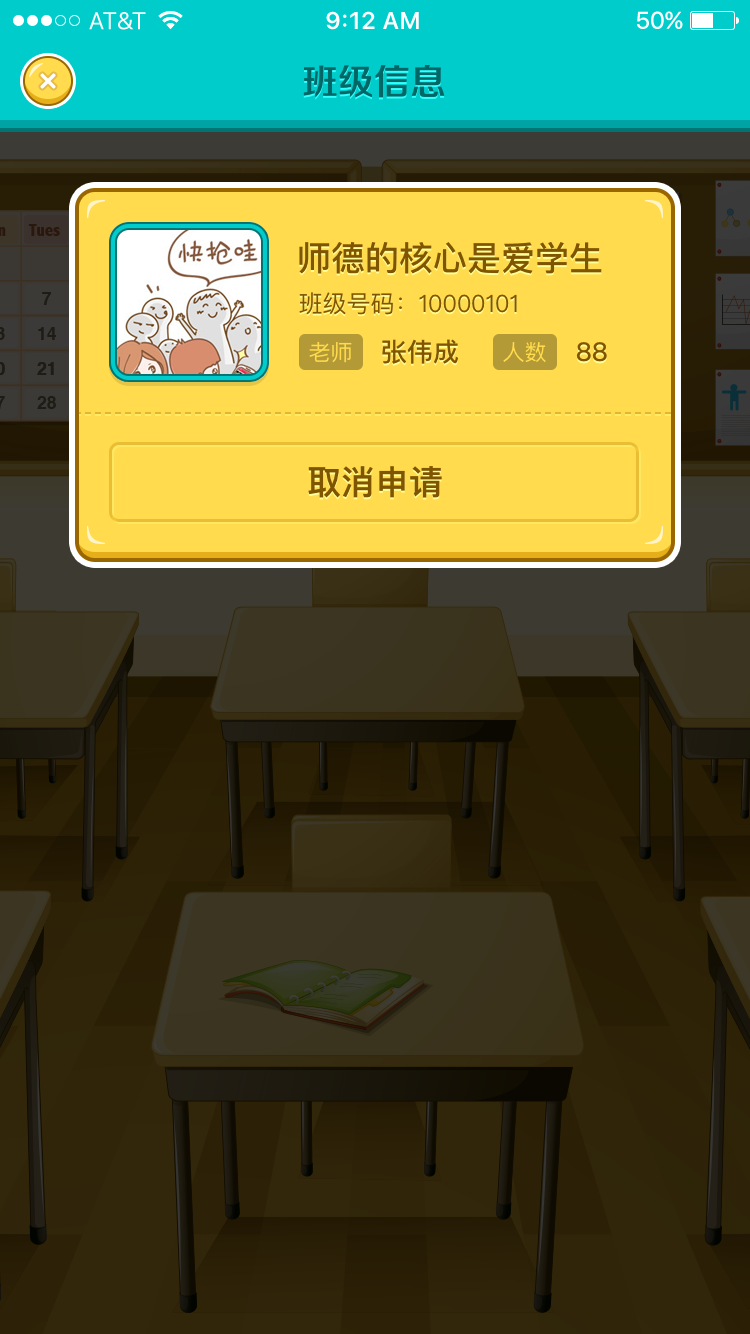 AT&T 9:12 AM 50%
班级信息
Tues
7
14
21
28
快抢哇
师德的核心是爱学生
班级号码：10000101
老师 张伟成 人数 88
取消申请